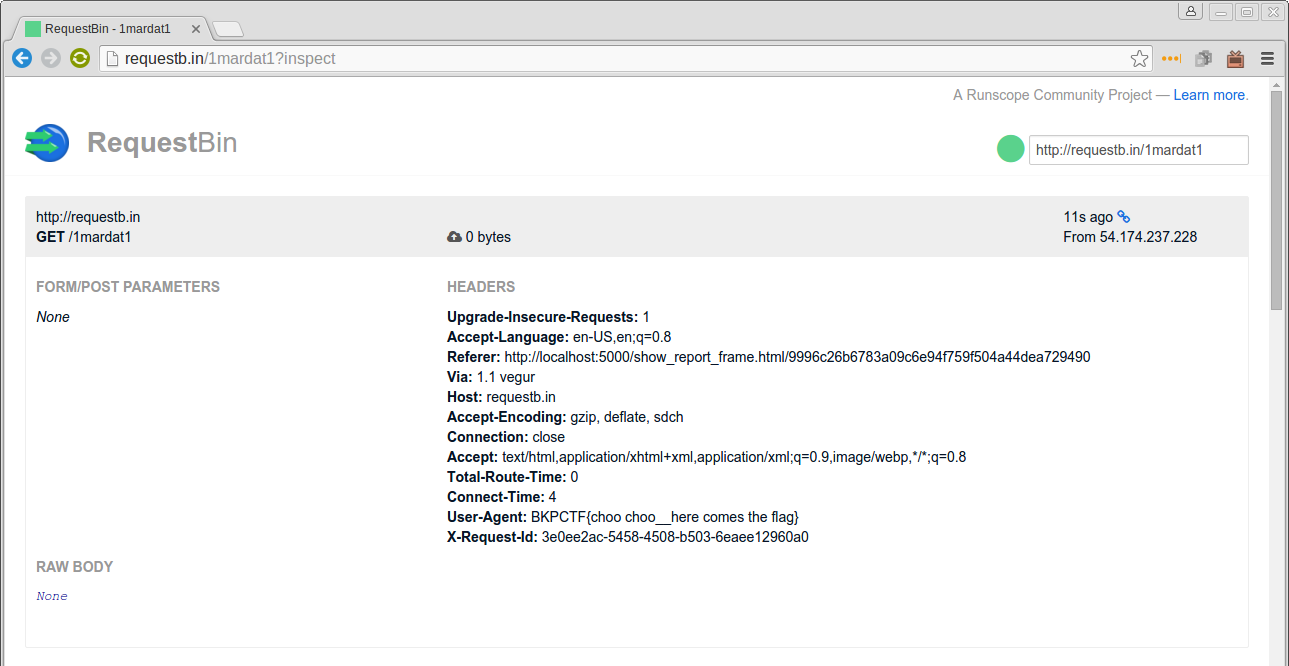 RequestBin - 1mardat1
requestb.in/1mardat1?inspect
A Runscope Community Project — Learn more.
RequestBin
http://requestb.in/1mardat1
http://requestb.in
GET /1mardat1
0 bytes
11s ago
From 54.174.237.228
FORM/POST PARAMETERS
None
HEADERS
Upgrade-Insecure-Requests: 1
Accept-Language: en-US,en;q=0.8
Referer: http://localhost:5000/show_report_frame.html/9996c26b6783a09c6e94f759f504a44dea729490
Via: 1.1 vegur
Host: requestb.in
Accept-Encoding: gzip, deflate, sdch
Connection: close
Accept: text/html,application/xhtml+xml,application/xml;q=0.9,image/webp,*/*;q=0.8
Total-Route-Time: 0
Connect-Time: 4
User-Agent: BKPCTF{choo choo__here comes the flag}
X-Request-Id: 3e0ee2ac-5458-4508-b503-6eaee12960a0
RAW BODY
None